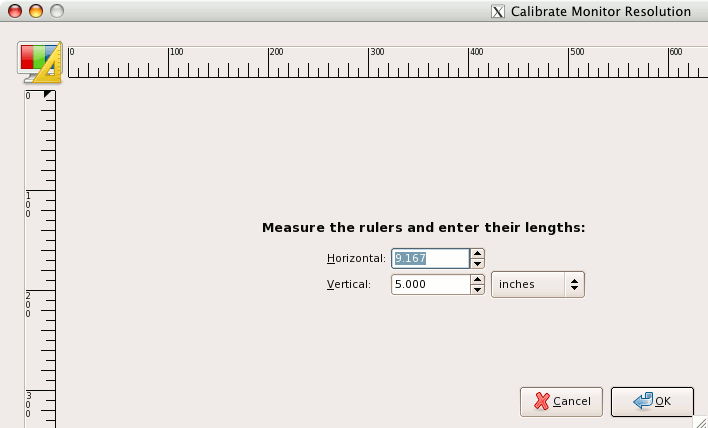 Calibrate Monitor Resolution
0 100 200 300 400 500 600
0
100
200
300
Measure the rulers and enter their lengths:
Horizontal: 9.167
Vertical: 5.000 inches
Cancel OK